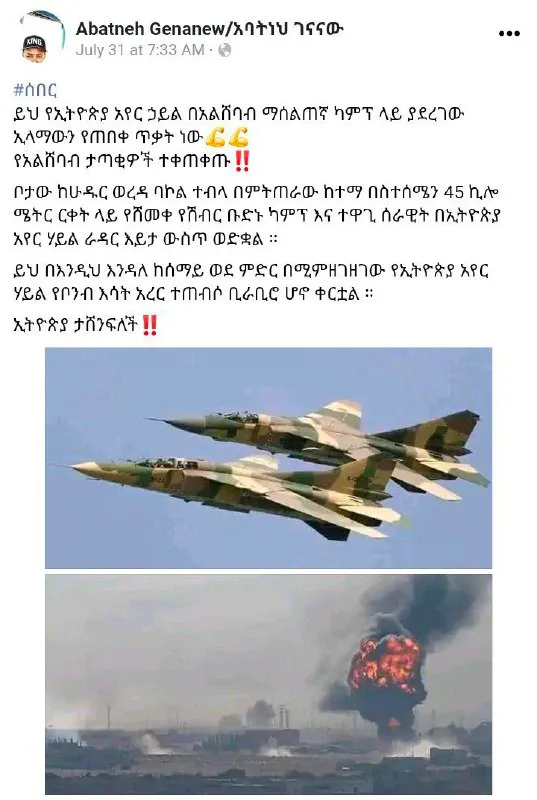 Abatneh Genanew/አባትነህ ገናናው
July 31 at 7:33 AM ·
KING
#ሰበር
ይህ የኢትዮጵያ አየር ኃይል በአልሸባብ ማሰልጠኛ ካምፕ ላይ ያደረገው
ኢላማውን የጠበቀ ጥቃት ነው💪💪
የአልሸባብ ታጣቂዎች ተቀጠቀጡ‼️
ቦታው ከሁዱር ወረዳ ባኮል ተብላ በምትጠራው ከተማ በስተሰሜን 45 ኪሎ
ሜትር ርቀት ላይ የሸመቀ የሽብር ቡድኑ ካምፕ እና ተዋጊ ሰራዊት በኢትዮጵያ
አየር ሃይል ራዳር እይታ ውስጥ ወድቋል ።
ይህ በእንዲህ እንዳለ ከሰማይ ወደ ምድር በሚምዘገዘገው የኢትዮጵያ አየር
ሃይል የቦንብ እሳት አረር ተጠብሶ ቢራቢሮ ሆኖ ቀርቷል ።
ኢትዮጵያ ታሸንፍለች‼️